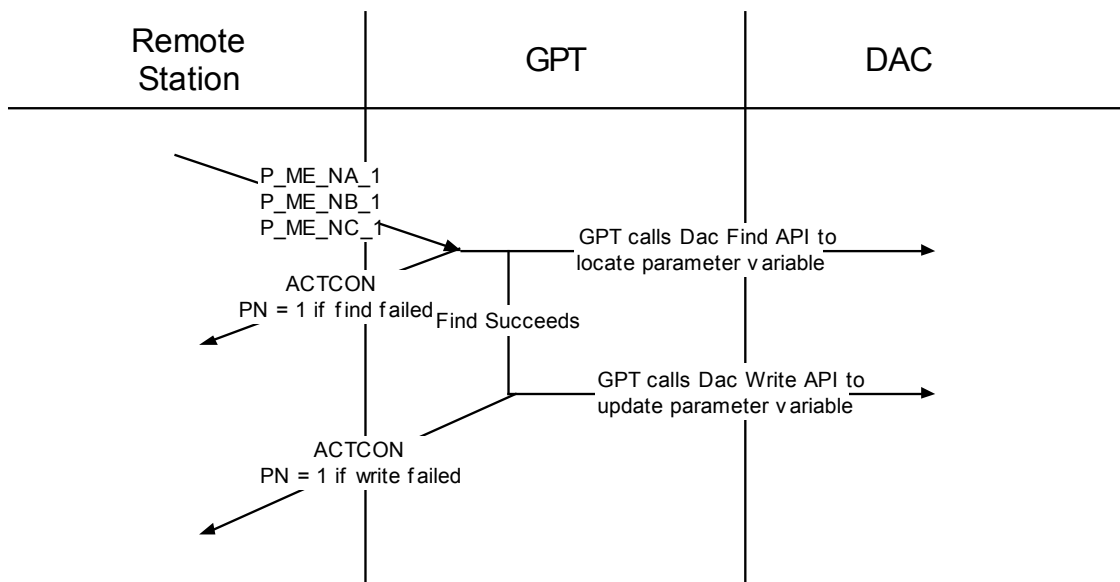 Remote
Station
GPT
DAC
P_ME_NA_1
P_ME_NB_1
P_ME_NC_1
GPT calls Dac Find API to
locate parameter variable
ACTCON
PN = 1 if find failed
Find Succeeds
GPT calls Dac Write API to
update parameter variable
ACTCON
PN = 1 if write failed